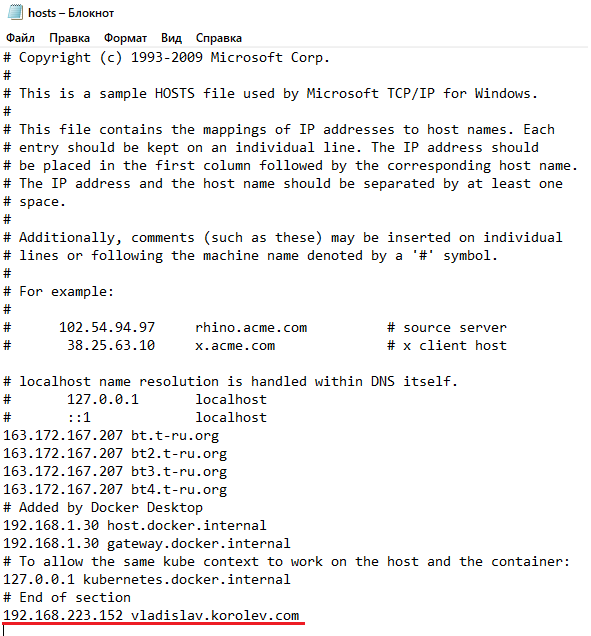 hosts – Блокнот
Файл Правка Формат Вид Справка
# Copyright (c) 1993-2009 Microsoft Corp.
#
# This is a sample HOSTS file used by Microsoft TCP/IP for Windows.
#
# This file contains the mappings of IP addresses to host names. Each
# entry should be kept on an individual line. The IP address should
# be placed in the first column followed by the corresponding host name.
# The IP address and the host name should be separated by at least one
# space.
#
# Additionally, comments (such as these) may be inserted on individual
# lines or following the machine name denoted by a '#' symbol.
#
# For example:
#
#      102.54.94.97     rhino.acme.com          # source server
#       38.25.63.10     x.acme.com              # x client host

# localhost name resolution is handled within DNS itself.
#       127.0.0.1       localhost
#       ::1             localhost
163.172.167.207 bt.t-ru.org
163.172.167.207 bt2.t-ru.org
163.172.167.207 bt3.t-ru.org
163.172.167.207 bt4.t-ru.org
# Added by Docker Desktop
192.168.1.30 host.docker.internal
192.168.1.30 gateway.docker.internal
# To allow the same kube context to work on the host and the container:
127.0.0.1 kubernetes.docker.internal
# End of section
192.168.223.152 vladislav.korolev.com